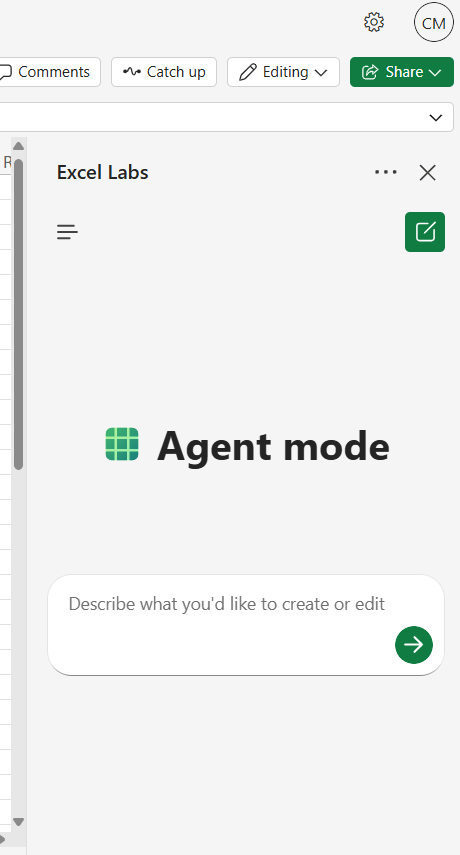 CM
Comments
Catch up
Editing
Share
R
Excel Labs
Agent mode
Describe what you'd like to create or edit